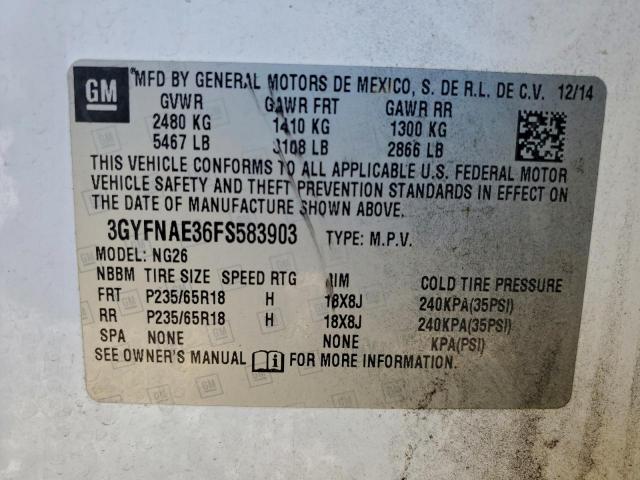 GM MFD BY GENERAL MOTORS DE MEXICO, S. DE R.L. DE C.V. 12/14
GVWR GAWR FRT GAWR RR
2480 KG 1410 KG 1300 KG
5467 LB 3108 LB 2866 LB
THIS VEHICLE CONFORMS TO ALL APPLICABLE U.S. FEDERAL MOTOR
VEHICLE SAFETY AND THEFT PREVENTION STANDARDS IN EFFECT ON
THE DATE OF MANUFACTURE SHOWN ABOVE.
3GYFNAE36FS583903 TYPE: M.P.V.
MODEL: NG26
NBBM TIRE SIZE SPEED RTG RIM COLD TIRE PRESSURE
FRT P235/65R18 H 18X8J 240KPA(35PSI)
RR P235/65R18 H 18X8J 240KPA(35PSI)
SPA NONE NONE KPA(PSI)
SEE OWNER'S MANUAL FOR MORE INFORMATION.